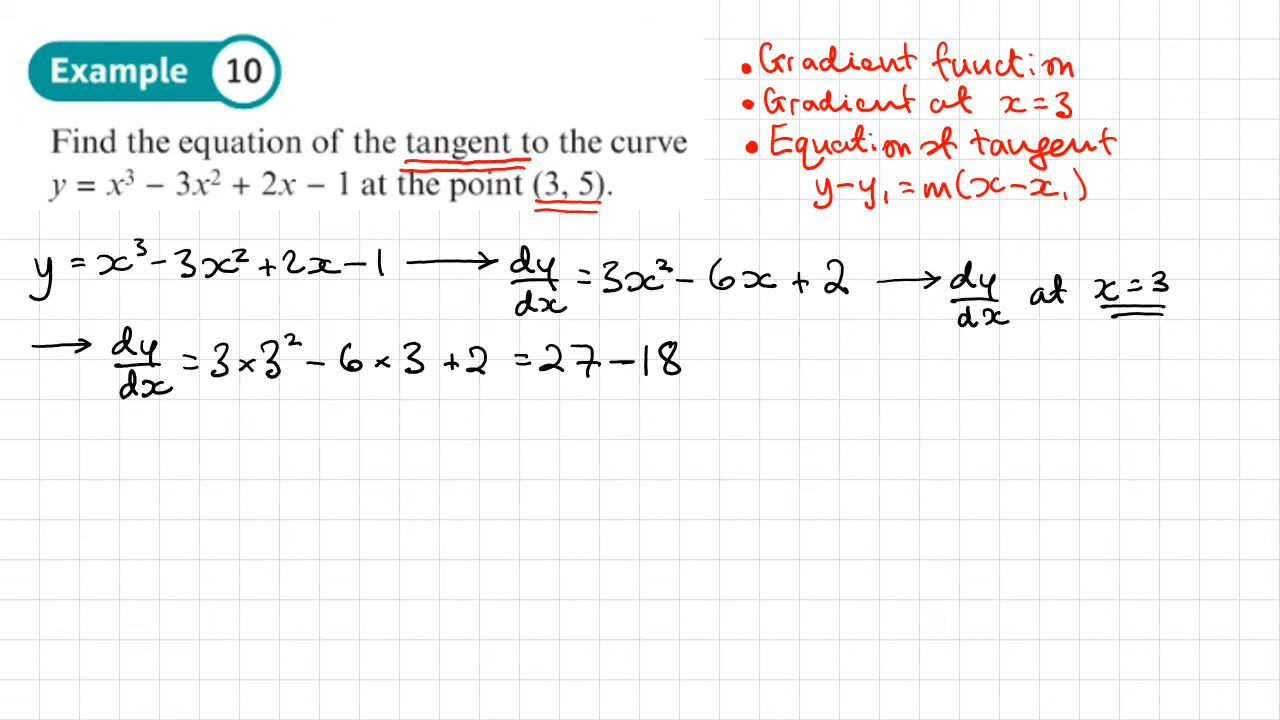 Example 10
Find the equation of the tangent to the curve
y = x³ − 3x² + 2x − 1 at the point (3, 5).
• Gradient function
• Gradient at x = 3
• Equation of tangent
y − y₁ = m(x − x₁)
y = x³ − 3x² + 2x − 1 ⟶ dy/dx = 3x² − 6x + 2 ⟶ dy/dx at x = 3
⟶ dy/dx = 3 × 3² − 6 × 3 + 2 = 27 − 18